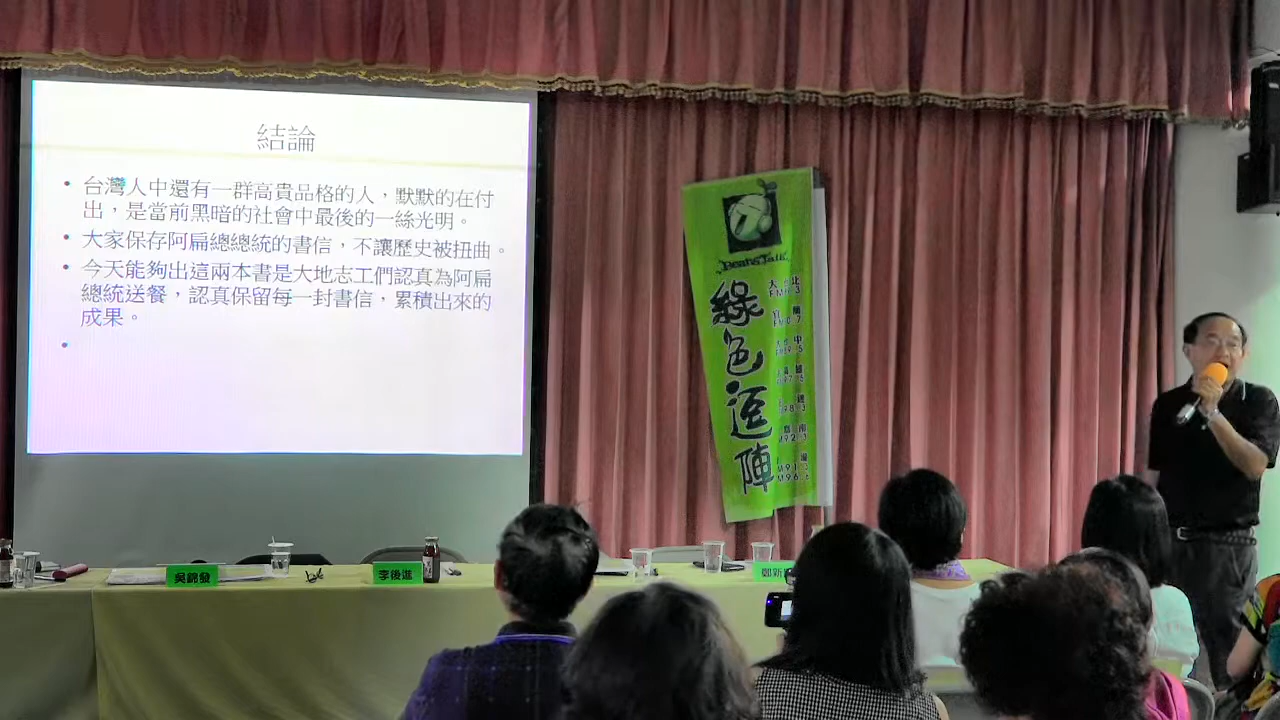 結論
台灣人中還有一群高貴品格的人，默默的在付
出，是當前黑暗的社會中最後的一絲光明。
大家保存阿扁總總統的書信，不讓歷史被扭曲。
今天能夠出這兩本書是大地志工們認真為阿扁
總統送餐，認真保留每一封書信，累積出來的
成果。
綠色逗陣
吳錦發
李後進